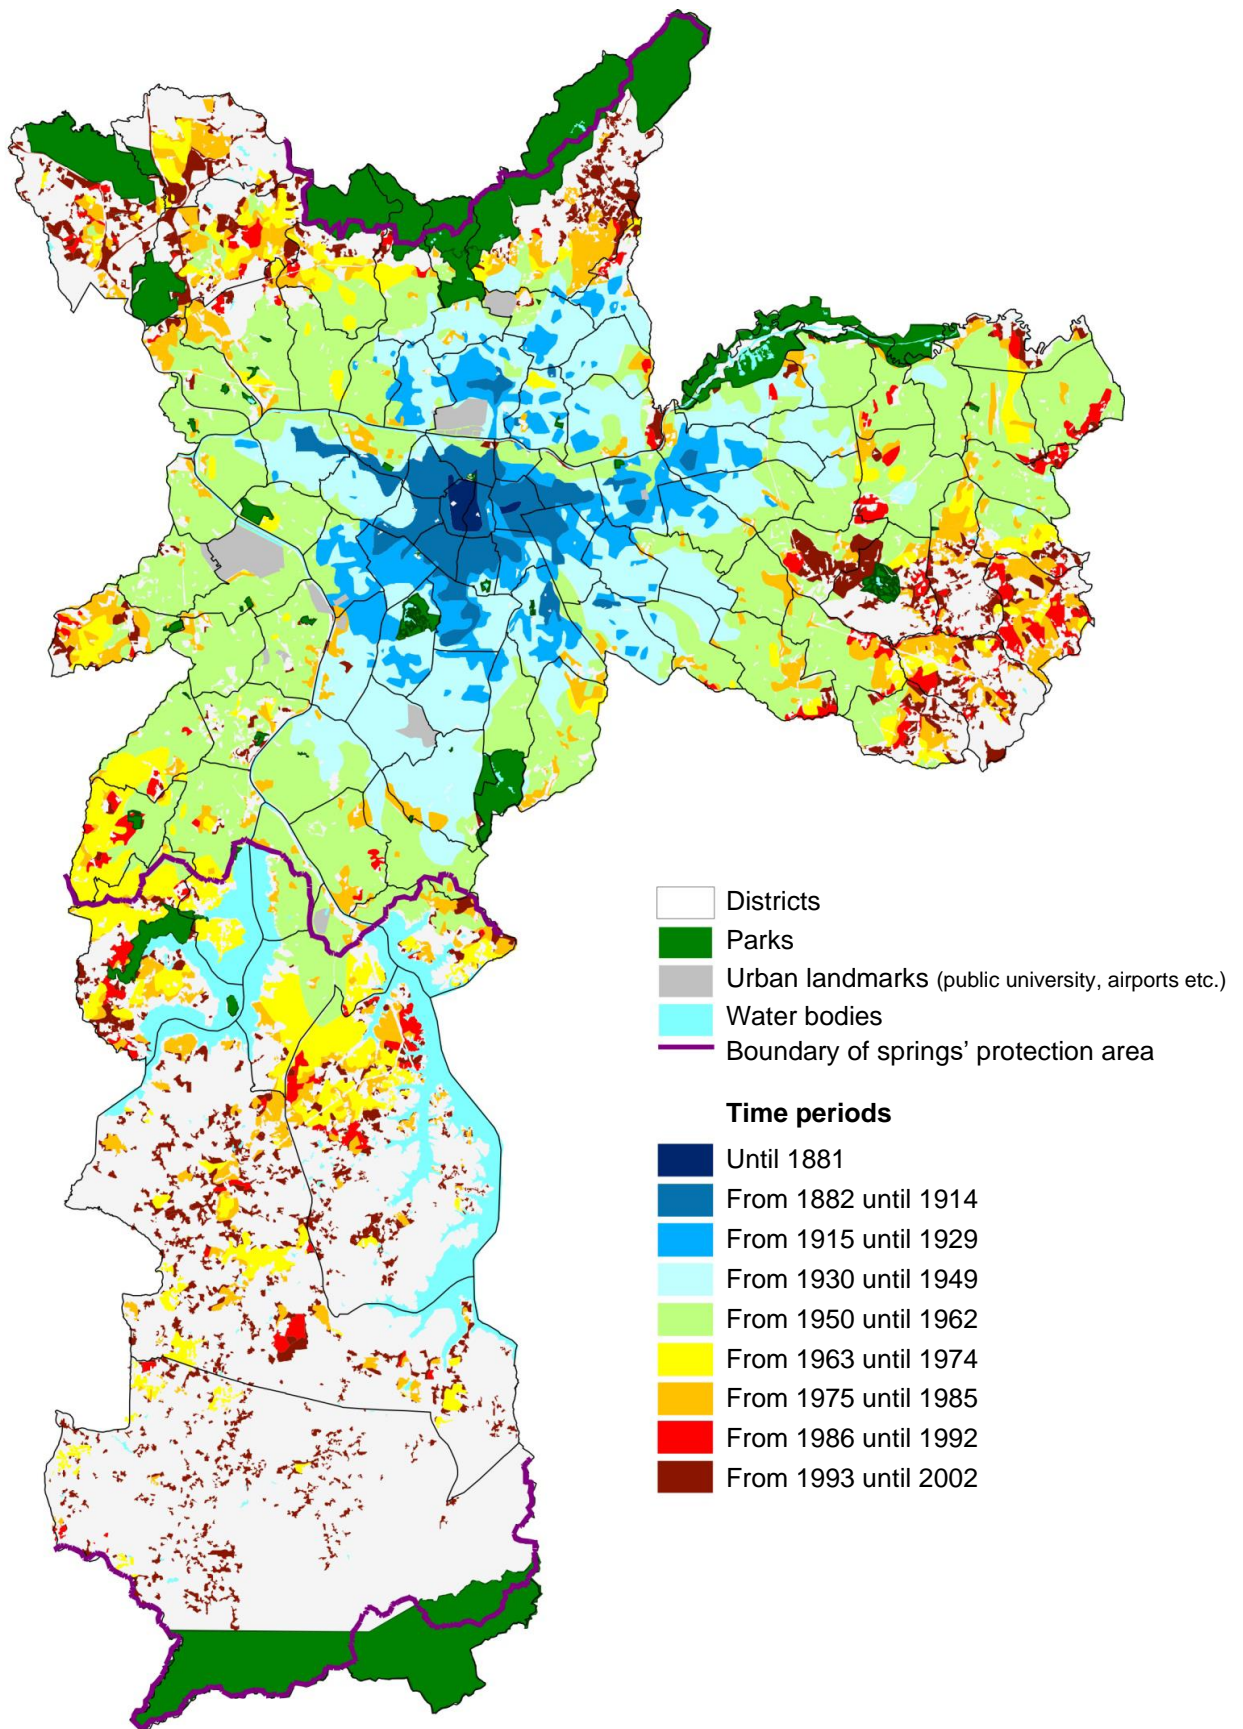 Districts
Parks
Urban landmarks (public university, airports etc.)
Water bodies
Boundary of springs’ protection area
Time periods
Until 1881
From 1882 until 1914
From 1915 until 1929
From 1930 until 1949
From 1950 until 1962
From 1963 until 1974
From 1975 until 1985
From 1986 until 1992
From 1993 until 2002